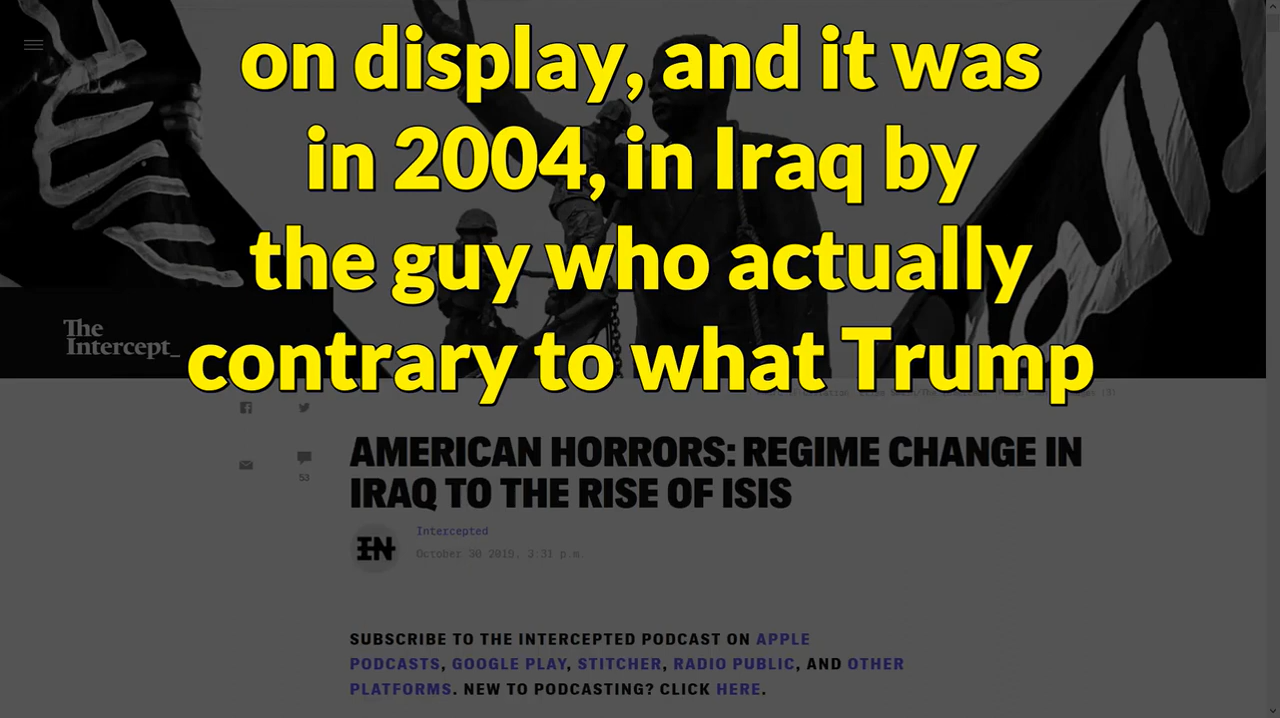 on display, and it was
in 2004, in Iraq by
the guy who actually
contrary to what Trump
The
Intercept_
53
AMERICAN HORRORS: REGIME CHANGE IN
IRAQ TO THE RISE OF ISIS
IN
Intercepted
October 30 2019, 3:31 p.m.
SUBSCRIBE TO THE INTERCEPTED PODCAST ON APPLE
PODCASTS, GOOGLE PLAY, STITCHER, RADIO PUBLIC, AND OTHER
PLATFORMS. NEW TO PODCASTING? CLICK HERE.